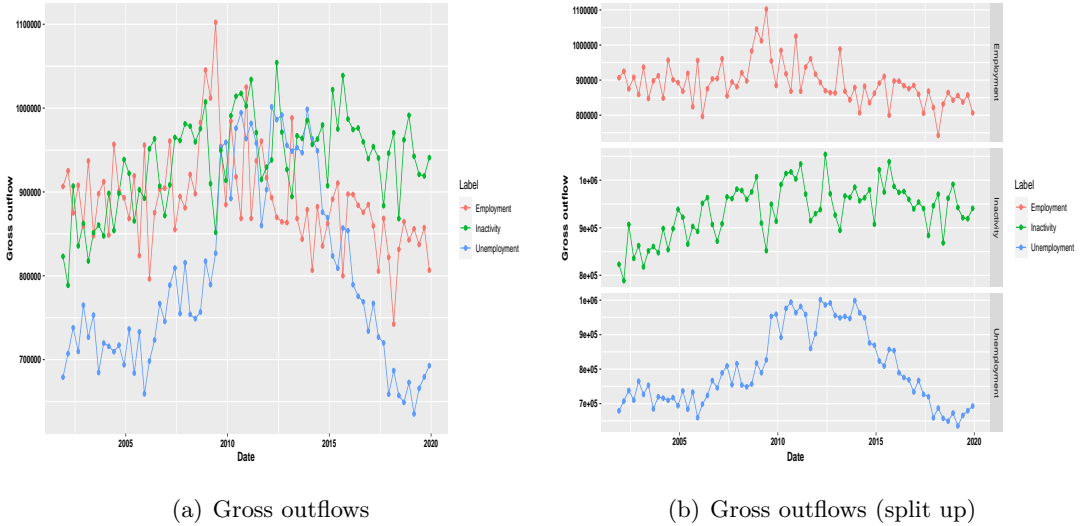 1100000
1000000
900000
800000
700000
Gross outflow
2005
2010
2015
2020
Date
Label
Employment
Inactivity
Unemployment
(a) Gross outflows
1100000
1000000
900000
800000
Employment
1e+06
9e+05
8e+05
Inactivity
1e+06
9e+05
8e+05
7e+05
Unemployment
Gross outflow
2005
2010
2015
2020
Date
Label
Employment
Inactivity
Unemployment
(b) Gross outflows (split up)